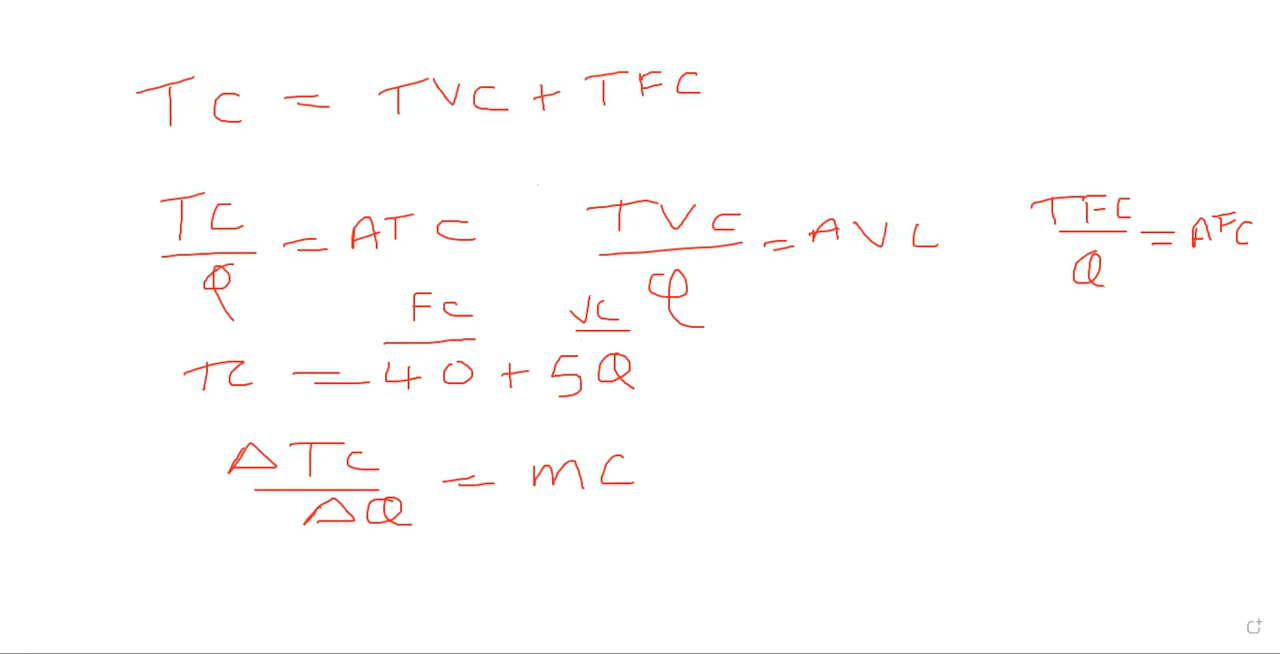 TC = TVC + TFC
TC/Q = ATC TVC/Q = AVC TFC/Q = AFC
FC VC
TC = 40 + 5Q
ΔTC/ΔQ = MC